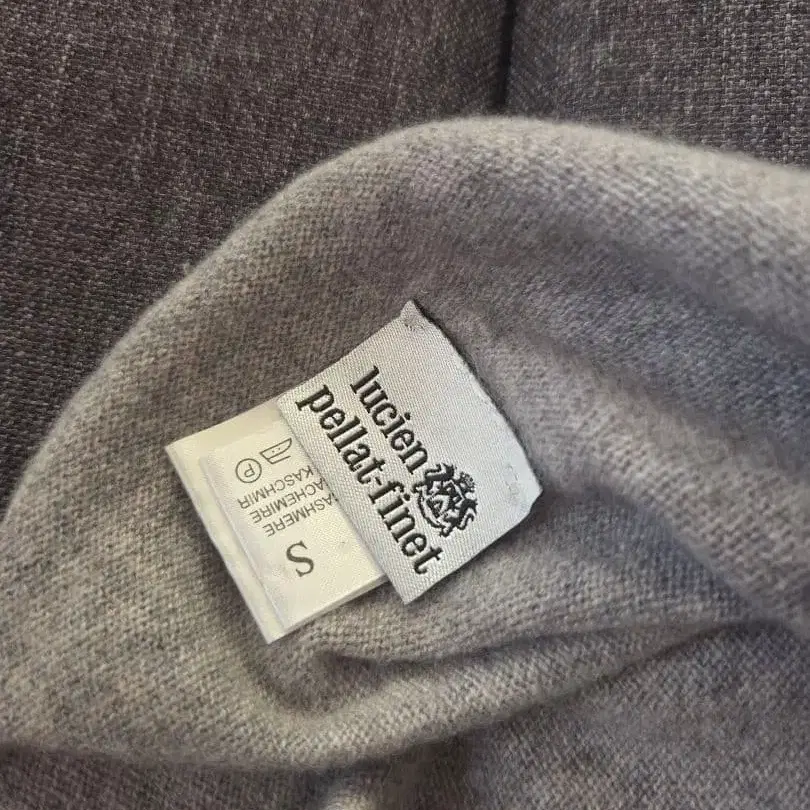 lucien
pellat-finet
S
CASHMERE
CACHEMIRE
KASCHMIR
P